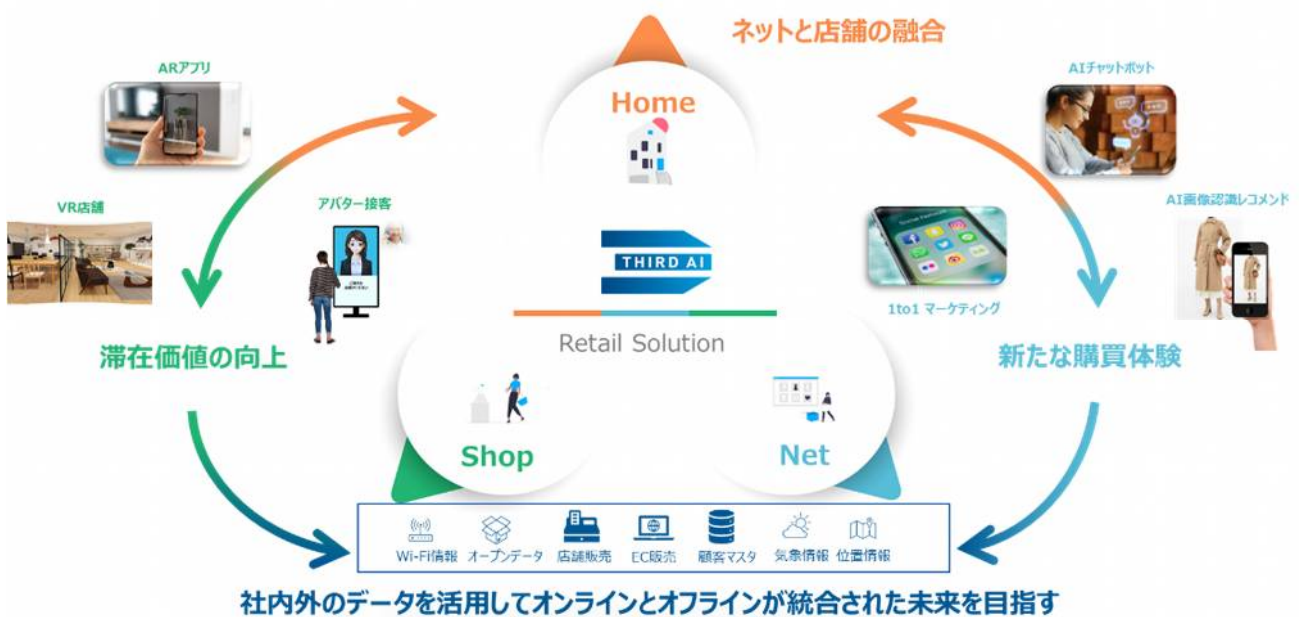 ネットと店舗の融合
ARアプリ
AIチャットボット
Home
VR店舗
アバター接客
AI画像認識レコメンド
THIRD AI
1to1 マーケティング
Retail Solution
滞在価値の向上
新たな購買体験
Shop
Net
Wi-Fi情報
オープンデータ
店舗販売
EC販売
顧客マスタ
気象情報
位置情報
社内外のデータを活用してオンラインとオフラインが統合された未来を目指す